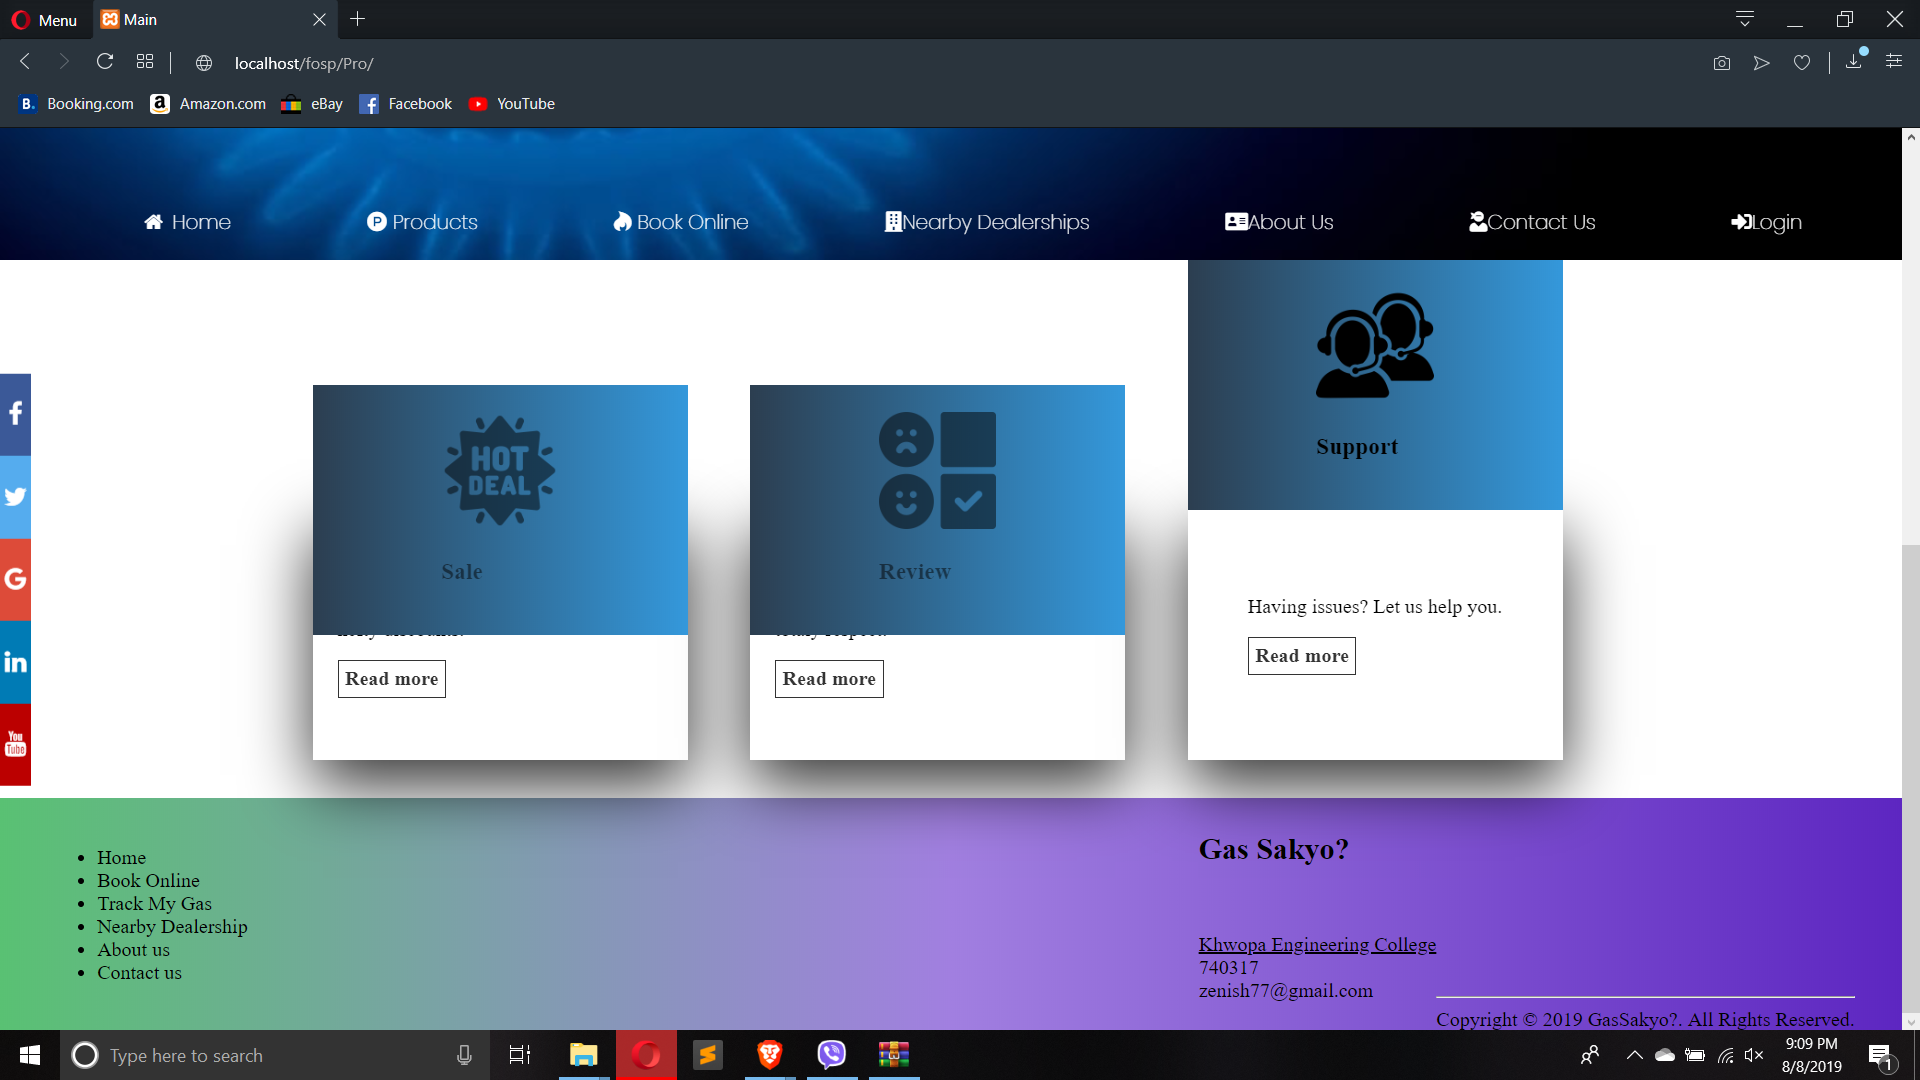 Menu
Main
localhost/fosp/Pro/
B. Booking.com
a Amazon.com
eBay
f Facebook
YouTube
Home
P Products
Book Online
Nearby Dealerships
About Us
Contact Us
Login
HOT
DEAL
Sale
Review
Support
Having issues? Let us help you.
Read more
Read more
Read more
f
G
in
You
Tube
Home
Book Online
Track My Gas
Nearby Dealership
About us
Contact us
Gas Sakyo?
Khwopa Engineering College
740317
zenish77@gmail.com
Copyright © 2019 GasSakyo?. All Rights Reserved.
Type here to search
9:09 PM
8/8/2019
1